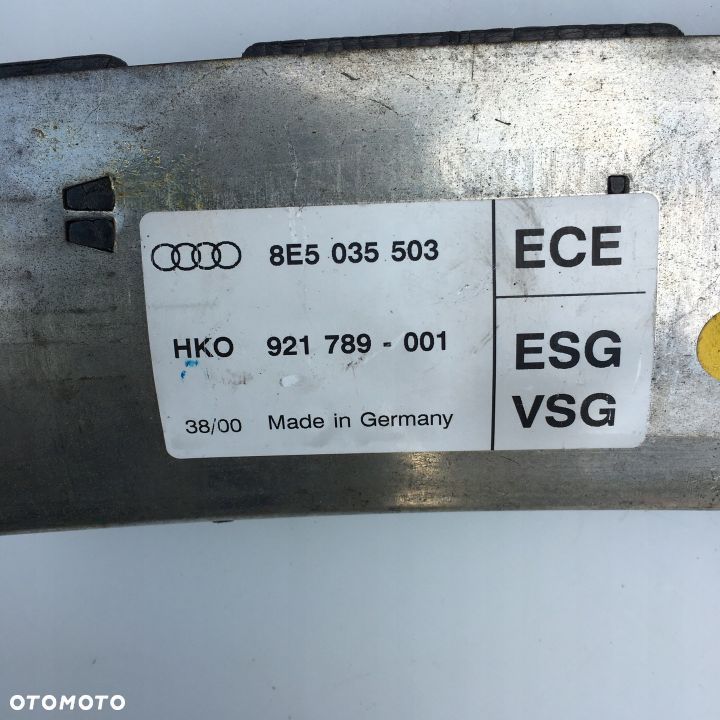 8E5 035 503
ECE
HKO 921 789 - 001
ESG
VSG
38/00 Made in Germany
OTOMOTO